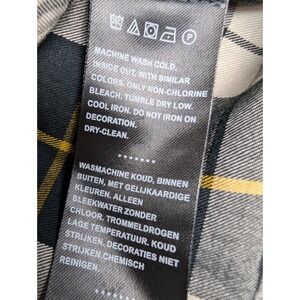 MACHINE WASH COLD.
INSIDE OUT, WITH SIMILAR
COLORS. ONLY NON-CHLORINE
BLEACH. TUMBLE DRY LOW.
COOL IRON. DO NOT IRON ON
DECORATION.
DRY-CLEAN.
WASMACHINE KOUD, BINNEN
BUITEN, MET GELIJKAARDIGE
KLEUREN. ALLEEN
BLEEKWATER ZONDER
CHLOOR, TROMMELDROGEN
LAGE TEMPERATUUR. KOUD
STRIJKEN. DECORATIES NIET
STRIJKEN.CHEMISCH
REINIGEN.